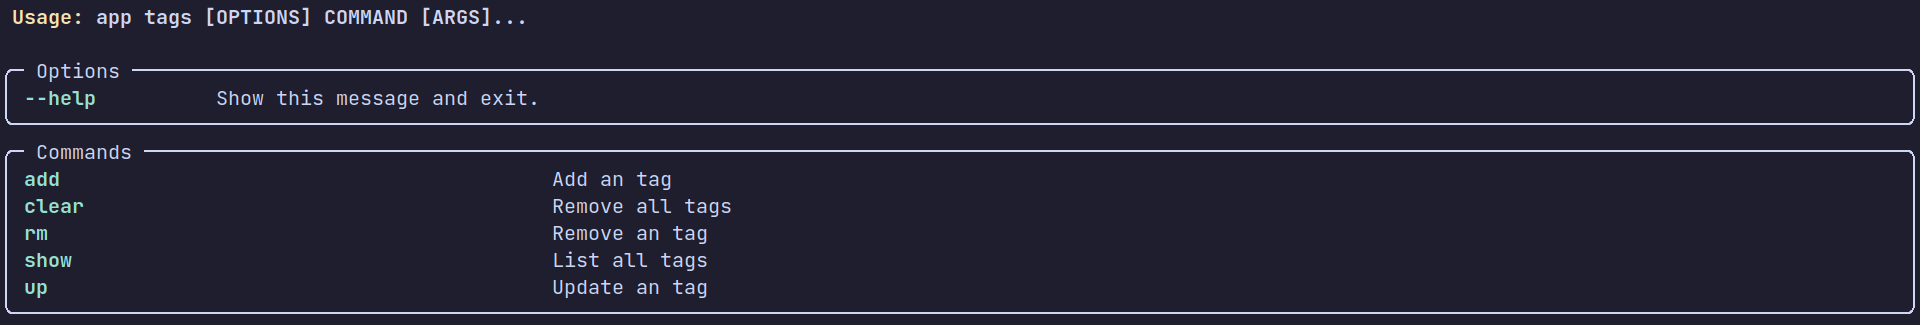 Usage: app tags [OPTIONS] COMMAND [ARGS]...
Options
--help Show this message and exit.
Commands
add Add an tag
clear Remove all tags
rm Remove an tag
show List all tags
up Update an tag